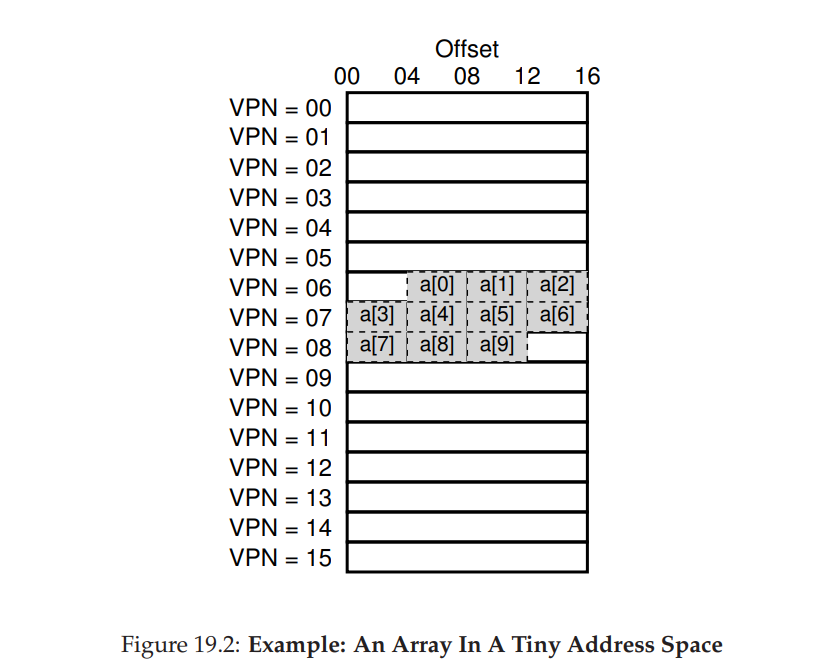 Offset
00 04 08 12 16
VPN = 00
VPN = 01
VPN = 02
VPN = 03
VPN = 04
VPN = 05
VPN = 06 a[0] a[1] a[2]
VPN = 07 a[3] a[4] a[5] a[6]
VPN = 08 a[7] a[8] a[9]
VPN = 09
VPN = 10
VPN = 11
VPN = 12
VPN = 13
VPN = 14
VPN = 15
Figure 19.2: Example: An Array In A Tiny Address Space